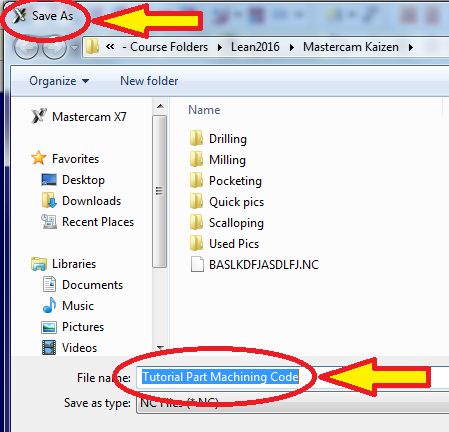 Save As
« - Course Folders ▸ Lean2016 ▸ Mastercam Kaizen ▸
Organize ▾ New folder
Mastercam X7
Favorites
Desktop
Downloads
Recent Places
Libraries
Documents
Music
Pictures
Videos
Name
Drilling
Milling
Pocketing
Quick pics
Scalloping
Used Pics
BASLKDFJASDLFJ.NC
File name: Tutorial Part Machining Code
Save as type: NC Files (*.NC)